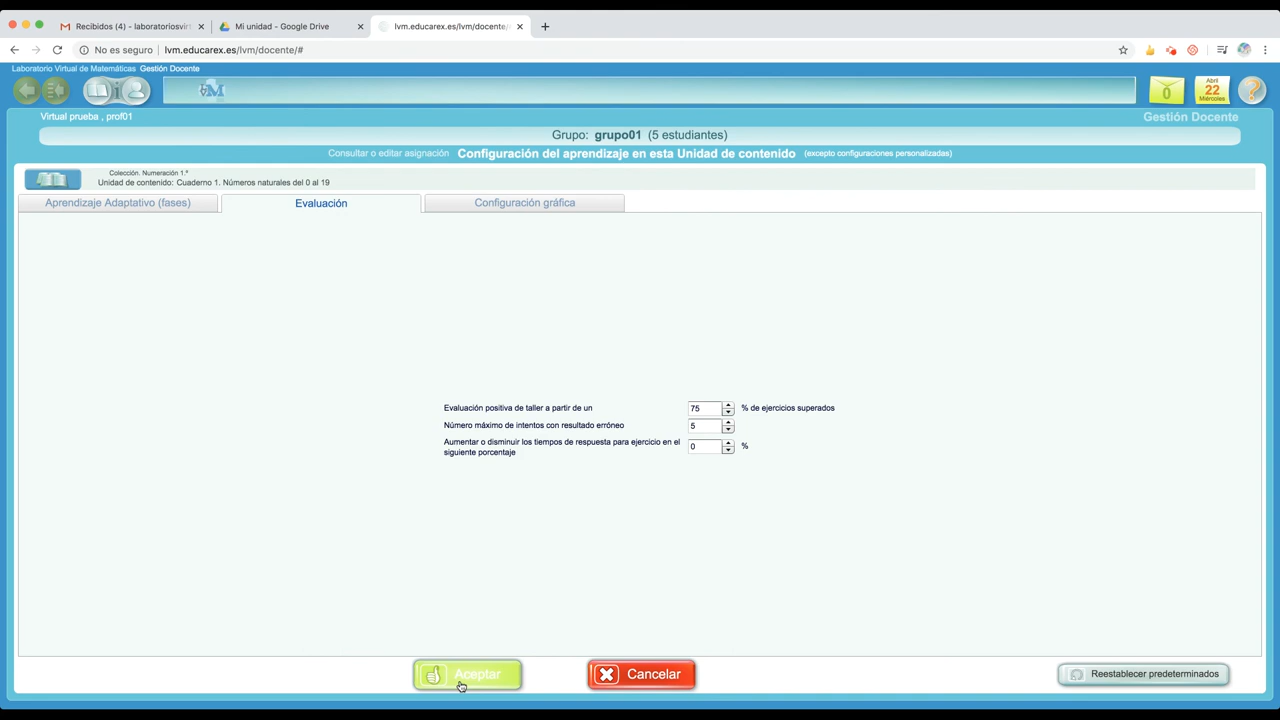 Recibidos (4) - laboratoriosvirt
Mi unidad - Google Drive
lvm.educarex.es/lvm/docente/
No es seguro lvm.educarex.es/lvm/docente/#
Laboratorio Virtual de Matemáticas Gestión Docente
0
Abril
22
Miércoles
?
Virtual prueba , prof01
Gestión Docente
Grupo: grupo01 (5 estudiantes)
Consultar o editar asignación Configuración del aprendizaje en esta Unidad de contenido (excepto configuraciones personalizadas)
Colección. Numeración 1.º
Unidad de contenido: Cuaderno 1. Números naturales del 0 al 19
Aprendizaje Adaptativo (fases) Evaluación Configuración gráfica
Evaluación positiva de taller a partir de un 75 % de ejercicios superados
Número máximo de intentos con resultado erróneo 5
Aumentar o disminuir los tiempos de respuesta para ejercicio en el 0 %
siguiente porcentaje
Aceptar Cancelar Reestablecer predeterminados